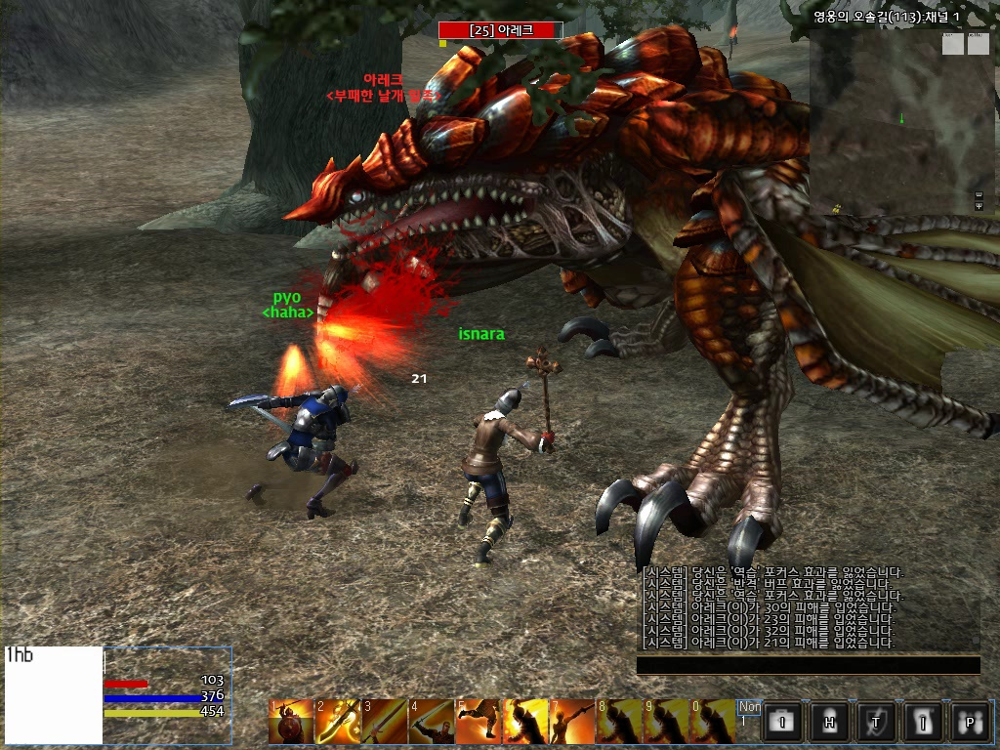 영웅의 오솔길(113):채널 1
[25] 아레크
아레크
<부패한 날개 일족>
pyo
<haha>
isnara
21
[시스템] 당신은 '역습' 포커스 효과를 잃었습니다.
[시스템] 당신은 '반격' 버프 효과를 잃었습니다.
[시스템] 당신은 '역습' 포커스 효과를 잃었습니다.
[시스템] 아레크(이)가 30의 피해를 입었습니다.
[시스템] 아레크(이)가 23의 피해를 입었습니다.
[시스템] 아레크(이)가 32의 피해를 입었습니다.
[시스템] 아레크(이)가 21의 피해를 입었습니다.
1hb
103
376
454
1 2 3 4 5 6 7 8 9 0 Nor
1
I H T J P